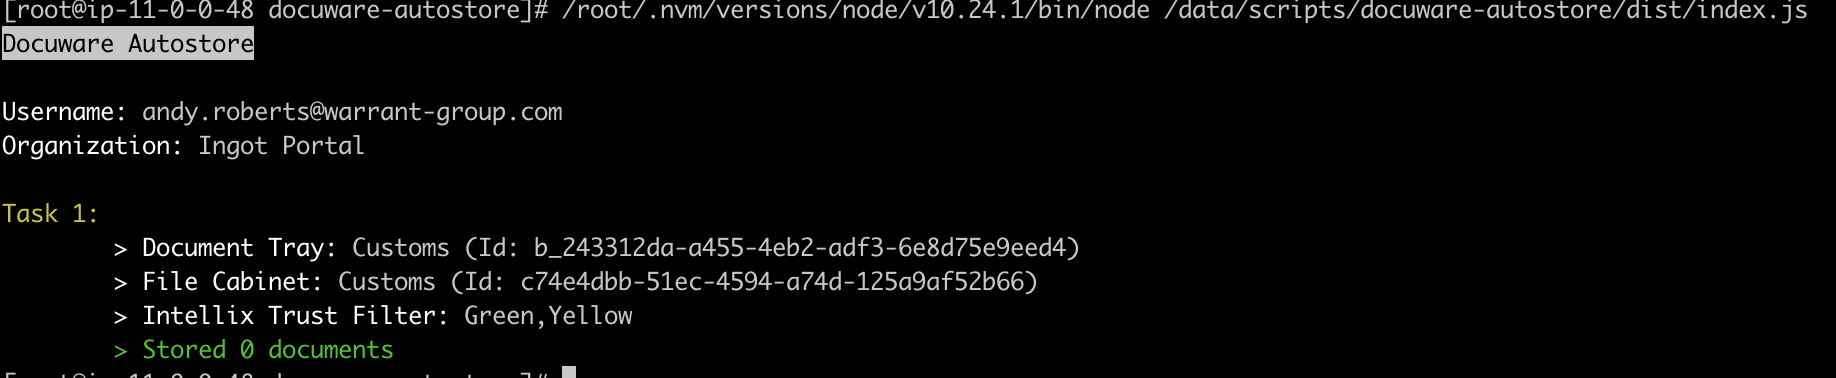 [root@ip-11-0-0-48 docuware-autostore]# /root/.nvm/versions/node/v10.24.1/bin/node /data/scripts/docuware-autostore/dist/index.js
Docuware Autostore
Username: andy.roberts@warrant-group.com
Organization: Ingot Portal
Task 1:
> Document Tray: Customs (Id: b_243312da-a455-4eb2-adf3-6e8d75e9eed4)
> File Cabinet: Customs (Id: c74e4dbb-51ec-4594-a74d-125a9af52b66)
> Intellix Trust Filter: Green,Yellow
> Stored 0 documents